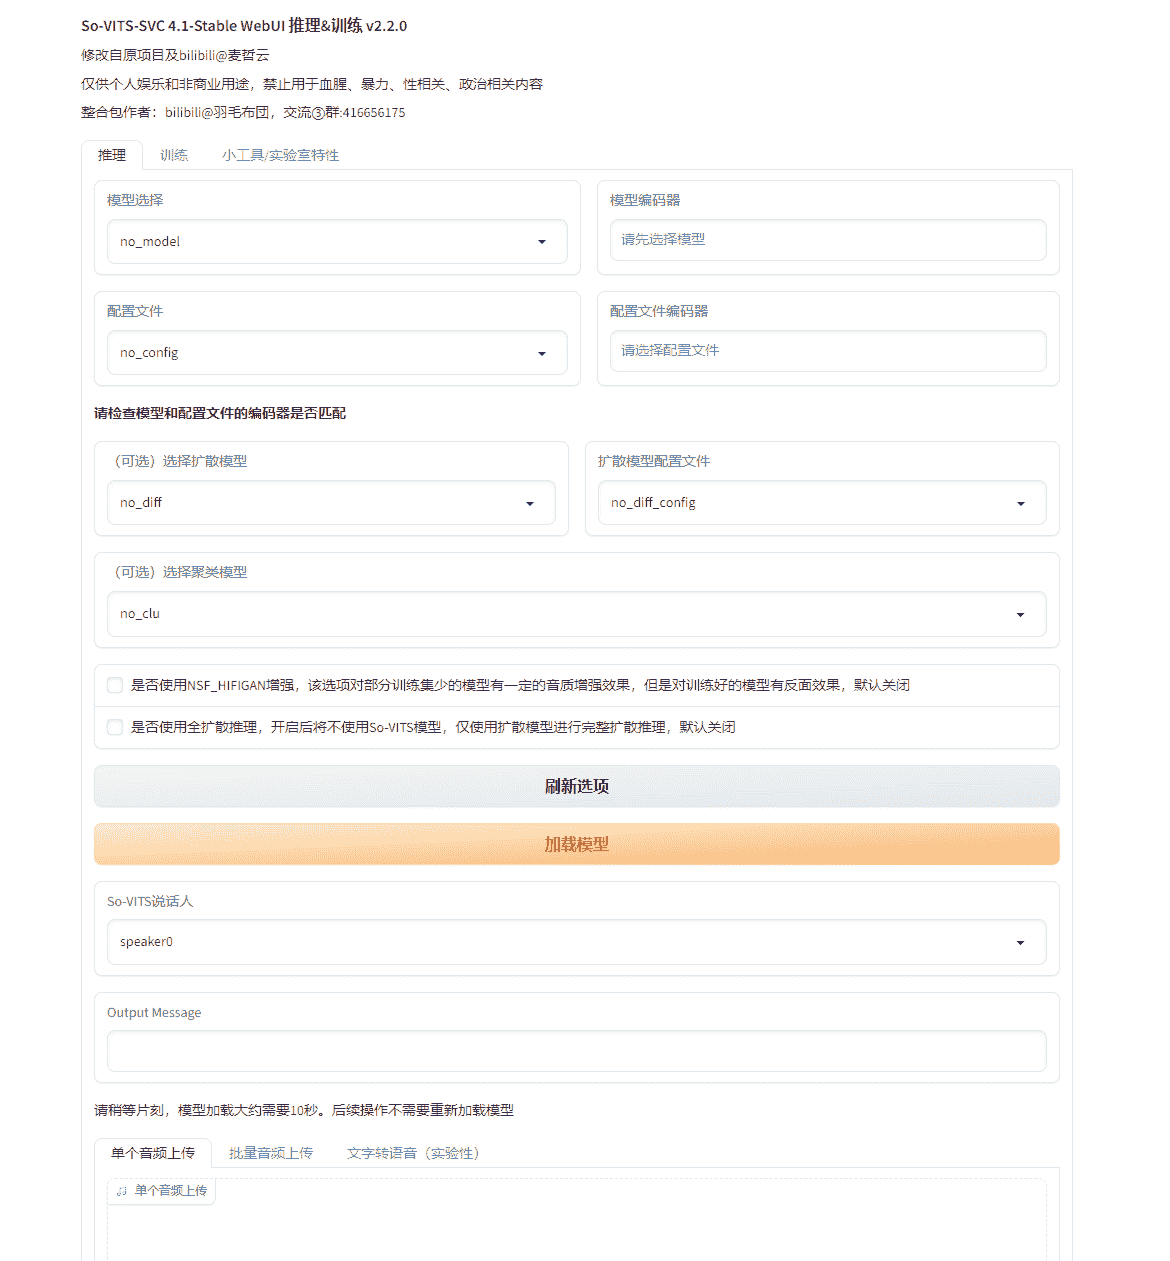 So-VITS-SVC 4.1-Stable WebUI 推理&训练 v2.2.0
修改自原项目及bilibili@麦哲云
仅供个人娱乐和非商业用途，禁止用于血腥、暴力、性相关、政治相关内容
整合包作者：bilibili@羽毛布团，交流③群:416656175
推理 训练 小工具/实验室特性
模型选择 模型编码器
no_model 请先选择模型
配置文件 配置文件编码器
no_config 请选择配置文件
请检查模型和配置文件的编码器是否匹配
（可选）选择扩散模型 扩散模型配置文件
no_diff no_diff_config
（可选）选择聚类模型
no_clu
是否使用NSF_HIFIGAN增强，该选项对部分训练集少的模型有一定的音质增强效果，但是对训练好的模型有反面效果，默认关闭
是否使用全扩散推理，开启后将不使用So-VITS模型，仅使用扩散模型进行完整扩散推理，默认关闭
刷新选项
加载模型
So-VITS说话人
speaker0
Output Message
请稍等片刻，模型加载大约需要10秒。后续操作不需要重新加载模型
单个音频上传 批量音频上传 文字转语音（实验性）
单个音频上传